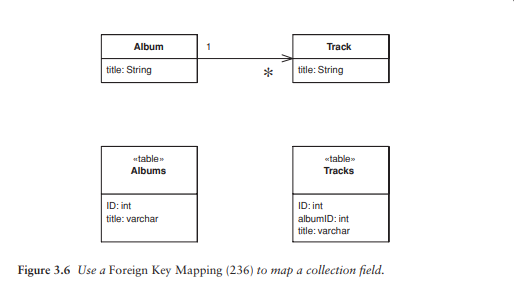 Album
1
Track
title: String
*
title: String
«table»
Albums
«table»
Tracks
ID: int
title: varchar
ID: int
albumID: int
title: varchar
Figure 3.6 Use a Foreign Key Mapping (236) to map a collection field.